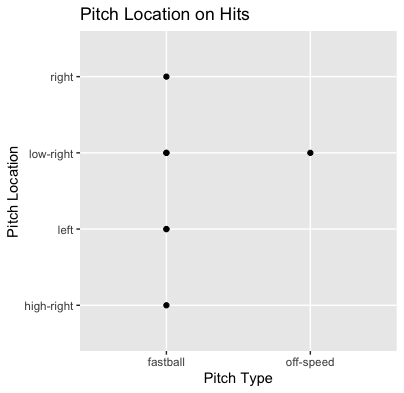 Pitch Location on Hits
right
low-right
left
high-right
Pitch Location
fastball off-speed
Pitch Type